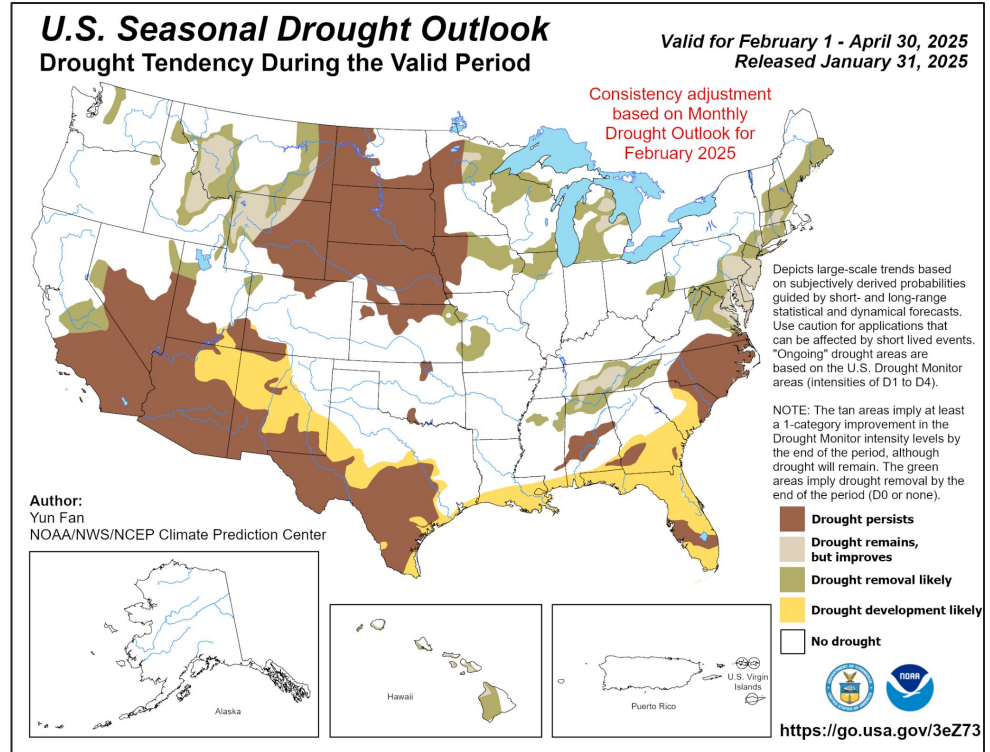 U.S. Seasonal Drought Outlook
Drought Tendency During the Valid Period
Valid for February 1 - April 30, 2025
Released January 31, 2025
Consistency adjustment
based on Monthly
Drought Outlook for
February 2025
Depicts large-scale trends based
on subjectively derived probabilities
guided by short- and long-range
statistical and dynamical forecasts.
Use caution for applications that
can be affected by short lived events.
"Ongoing" drought areas are
based on the U.S. Drought Monitor
areas (intensities of D1 to D4).
NOTE: The tan areas imply at least
a 1-category improvement in the
Drought Monitor intensity levels by
the end of the period, although
drought will remain. The green
areas imply drought removal by the
end of the period (D0 or none).
Author:
Yun Fan
NOAA/NWS/NCEP Climate Prediction Center
Drought persists
Drought remains,
but improves
Drought removal likely
Drought development likely
No drought
Alaska
Hawaii
Puerto Rico
U.S. Virgin
Islands
NOAA
https://go.usa.gov/3eZ73